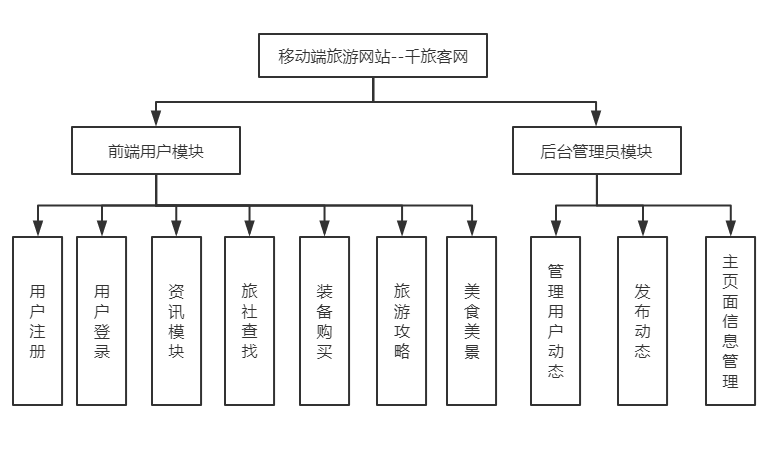 移动端旅游网站--千旅客网
前端用户模块
后台管理员模块
用户注册
用户登录
资讯模块
旅社查找
装备购买
旅游攻略
美食美景
管理用户动态
发布动态
主页面信息管理